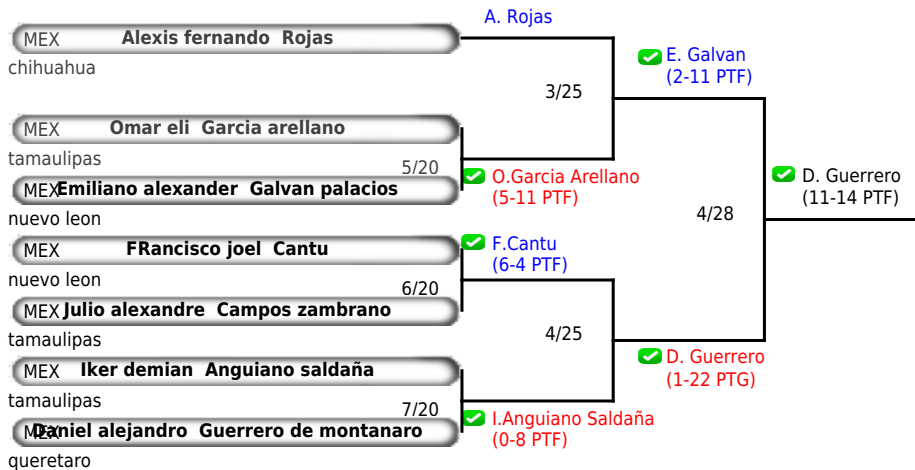 A. Rojas
MEX Alexis fernando Rojas
chihuahua
E. Galvan
(2-11 PTF)
3/25
MEX Omar eli Garcia arellano
tamaulipas
5/20
O.Garcia Arellano
(5-11 PTF)
MEX Emiliano alexander Galvan palacios
nuevo leon
D. Guerrero
(11-14 PTF)
4/28
MEX FRancisco joel Cantu
nuevo leon
F.Cantu
(6-4 PTF)
6/20
MEX Julio alexandre Campos zambrano
tamaulipas
4/25
D. Guerrero
(1-22 PTG)
MEX Iker demian Anguiano saldaña
tamaulipas
7/20
I.Anguiano Saldaña
(0-8 PTF)
MEX Daniel alejandro Guerrero de montanaro
queretaro